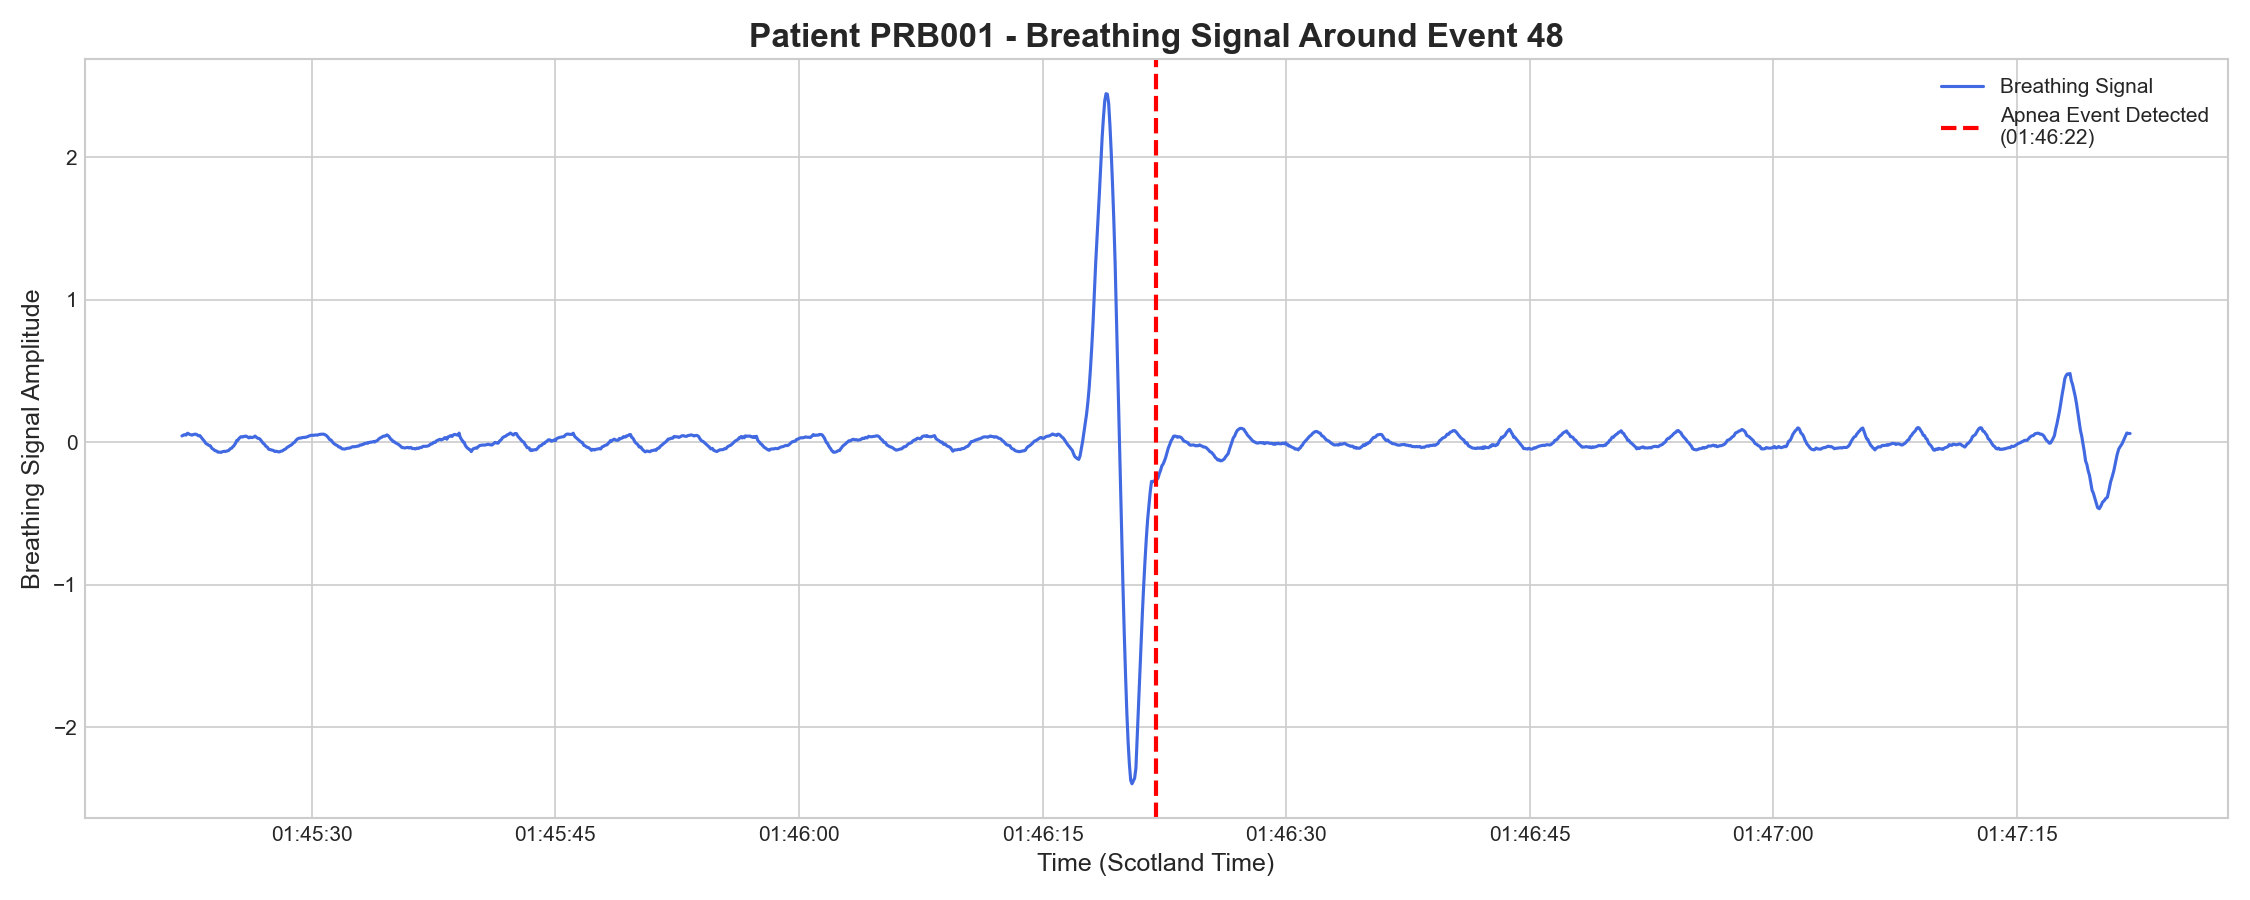 Patient PRB001 - Breathing Signal Around Event 48
Breathing Signal
Apnea Event Detected
(01:46:22)
Breathing Signal Amplitude
2
1
0
−1
−2
01:45:30
01:45:45
01:46:00
01:46:15
01:46:30
01:46:45
01:47:00
01:47:15
Time (Scotland Time)